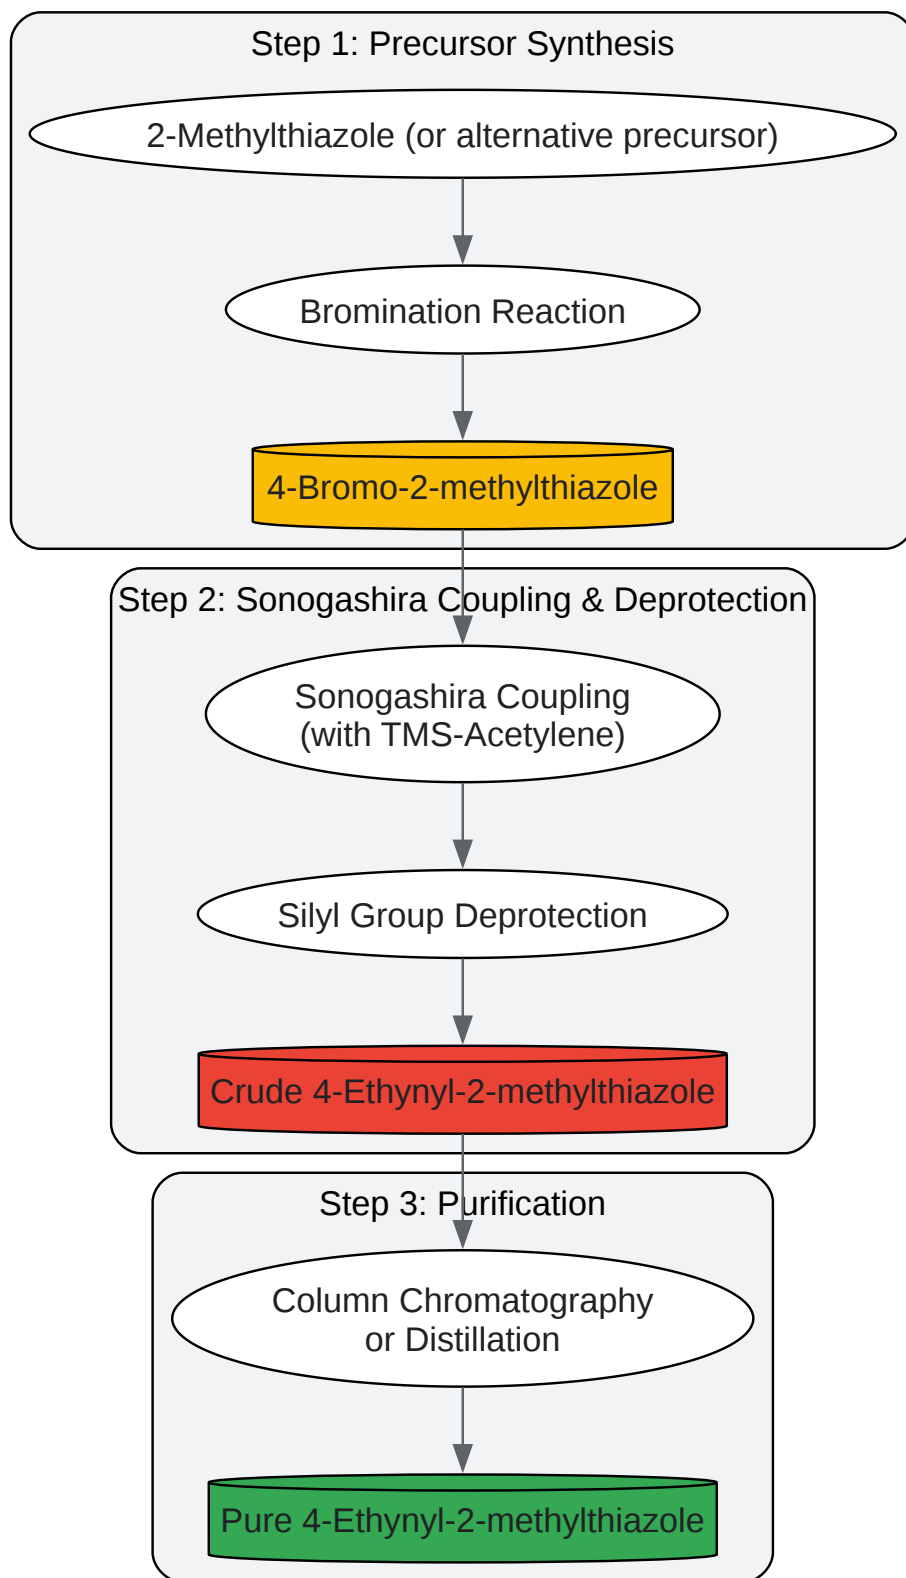 Step 1: Precursor Synthesis
2-Methylthiazole (or alternative precursor)
Bromination Reaction
4-Bromo-2-methylthiazole
Step 2: Sonogashira Coupling & Deprotection
Sonogashira Coupling
(with TMS-Acetylene)
Silyl Group Deprotection
Crude 4-Ethynyl-2-methylthiazole
Step 3: Purification
Column Chromatography
or Distillation
Pure 4-Ethynyl-2-methylthiazole